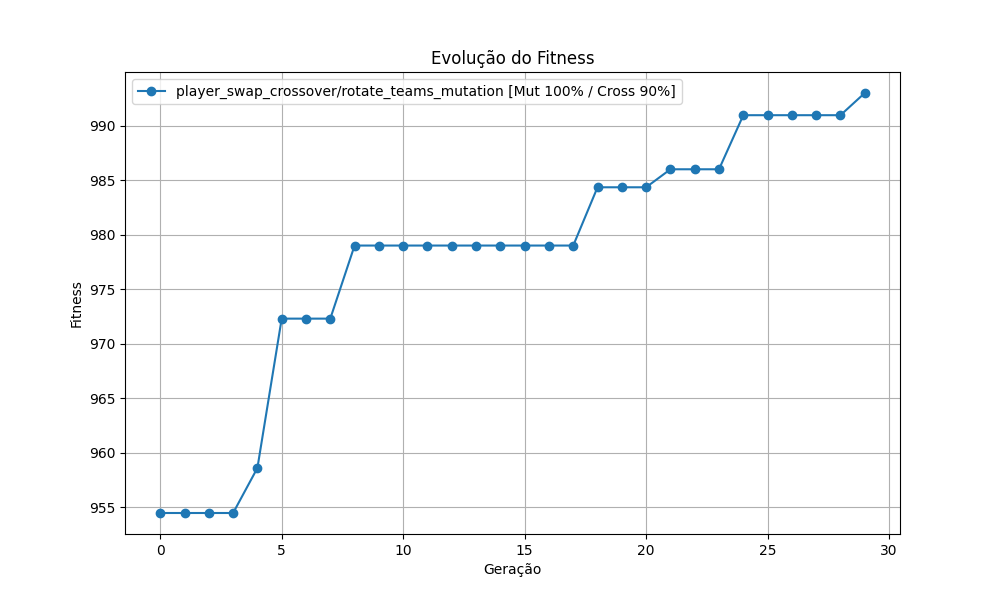 Evolução do Fitness
player_swap_crossover/rotate_teams_mutation [Mut 100% / Cross 90%]
Fitness
990
985
980
975
970
965
960
955
0 5 10 15 20 25 30
Geração